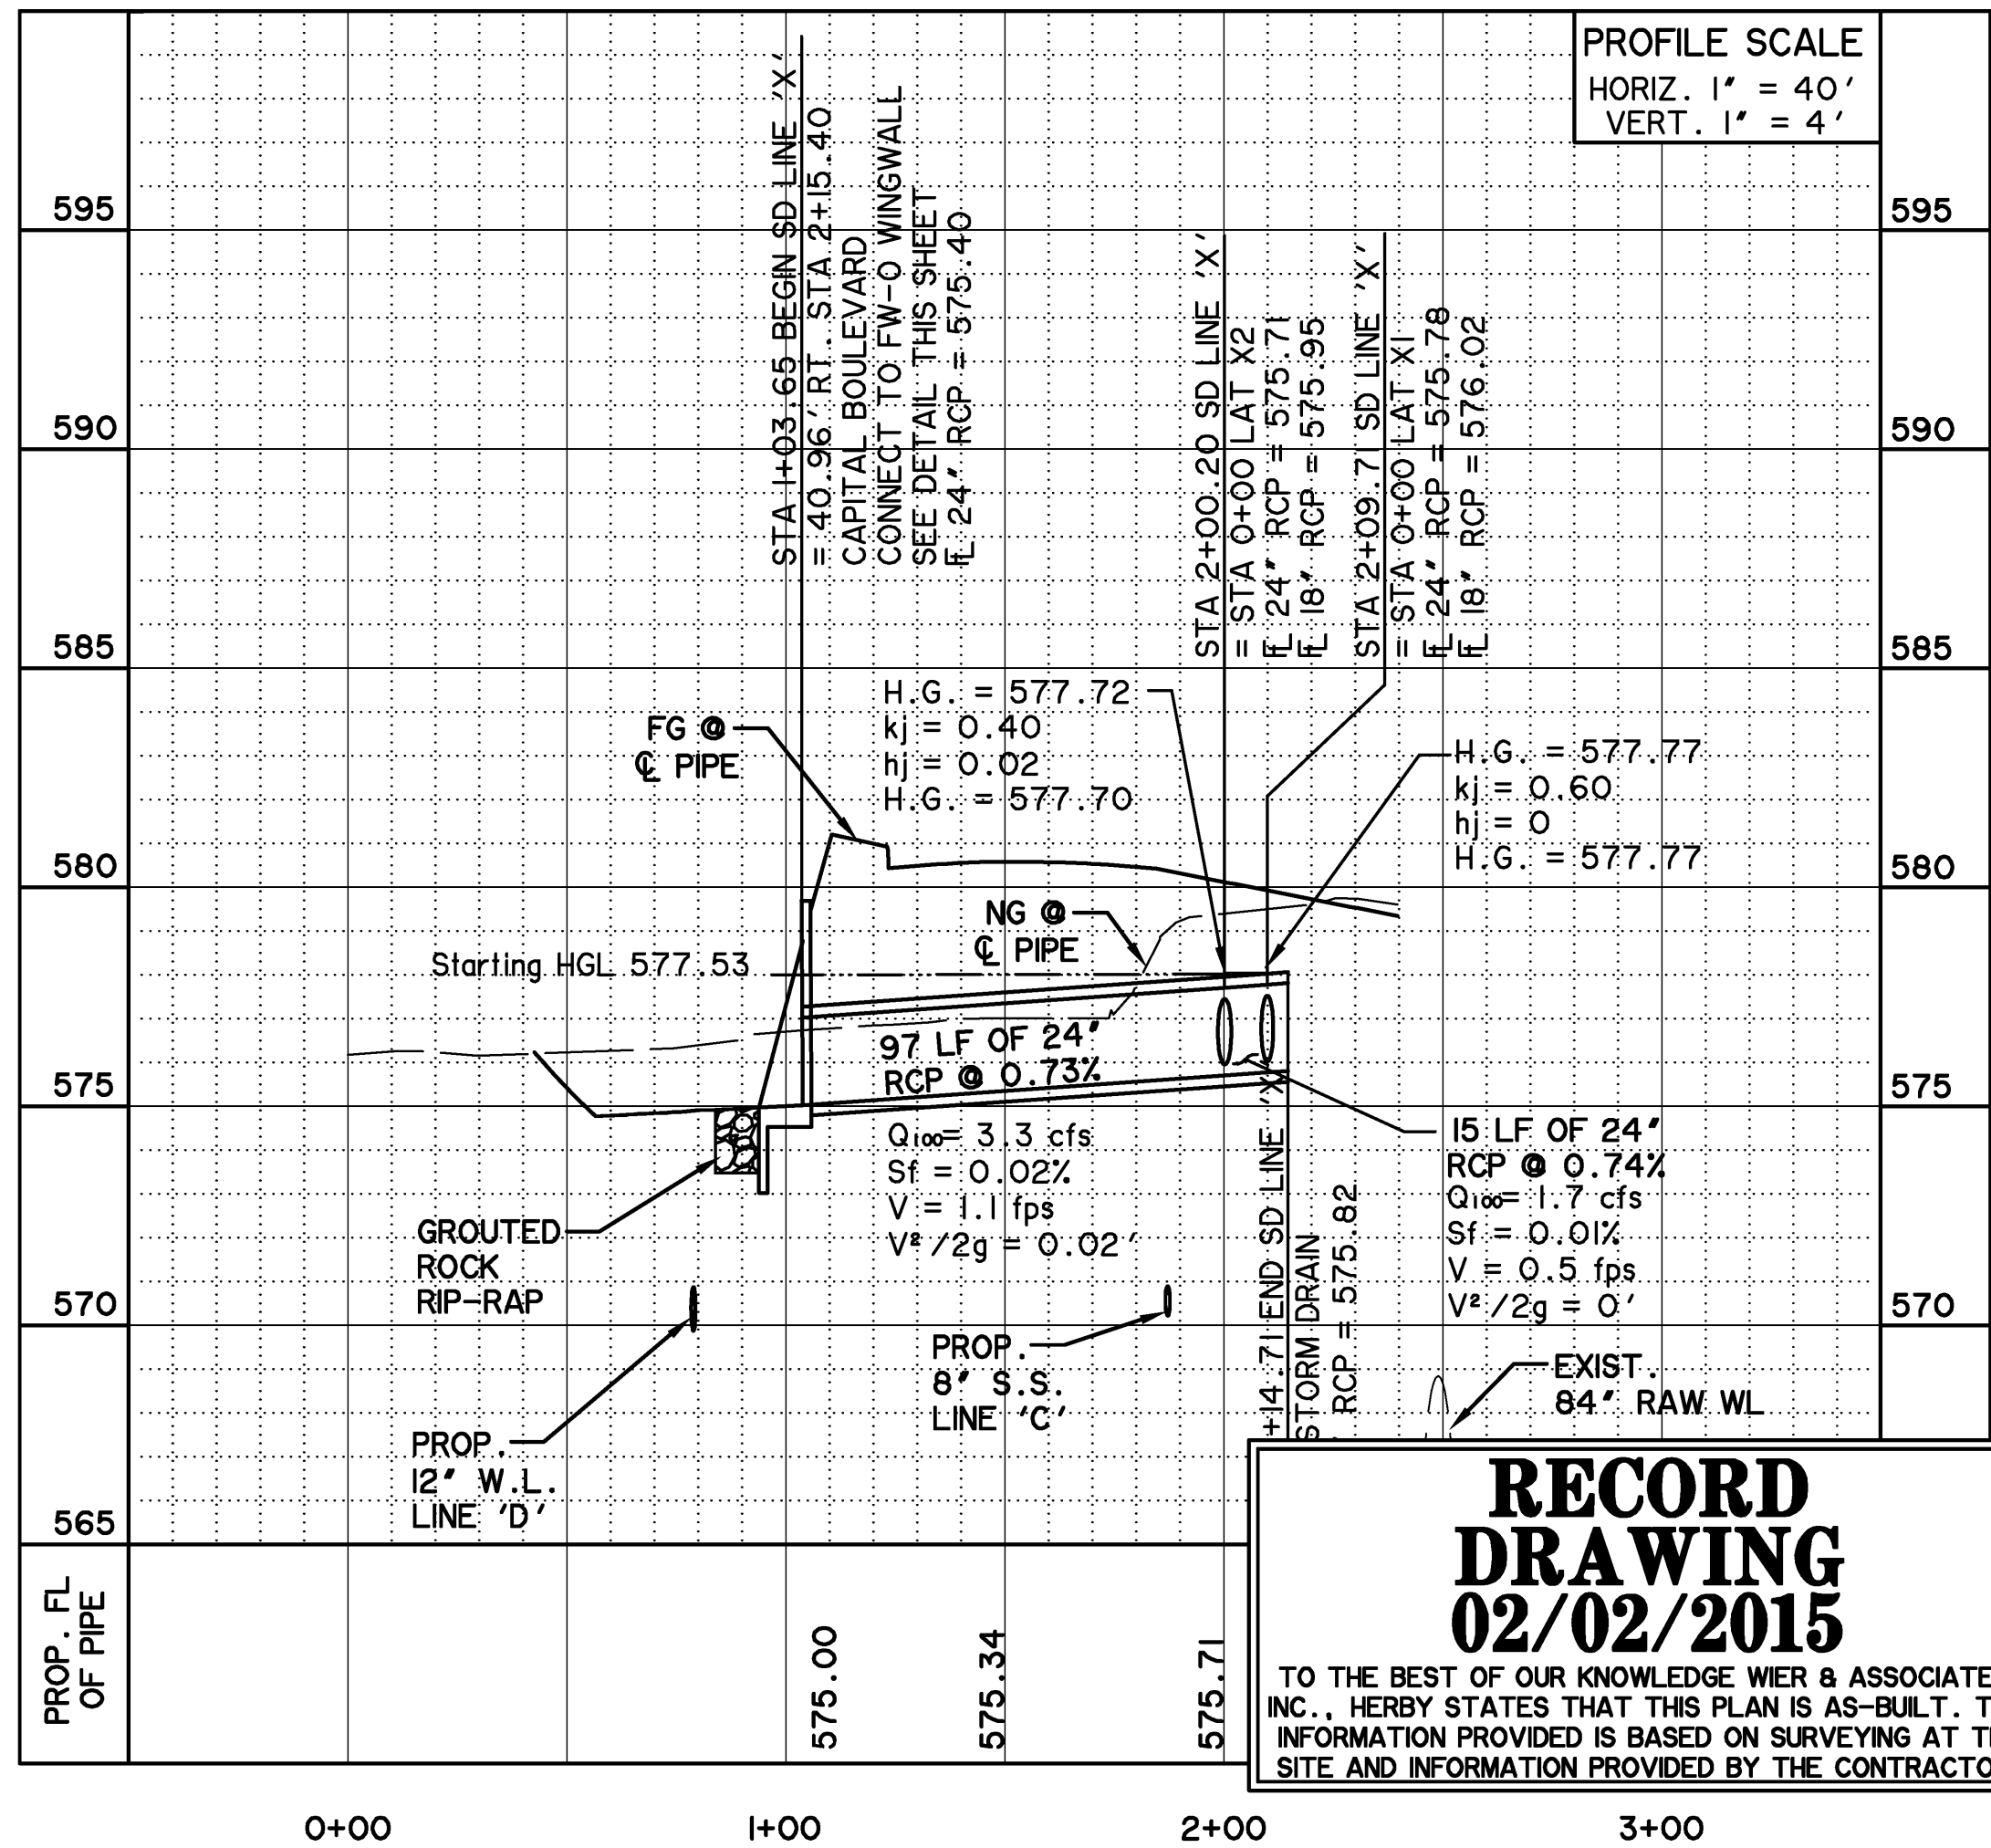 PROFILE SCALE
HORIZ. 1" = 40'
VERT. 1" = 4'
595
590
585
580
575
570
565
595
590
585
580
575
570
STA 1+03.65 BEGIN SD LINE 'X'
= 40.96' RT. STA 2+15.40
CAPITAL BOULEVARD
CONNECT TO FW-0 WINGWALL
SEE DETAIL THIS SHEET
FL 24" RCP = 575.40
STA 2+00.20 SD LINE 'X'
= STA 0+00 LAT X2
FL 24" RCP = 575.71
FL 18" RCP = 575.95
STA 2+09.71 SD LINE 'X'
= STA 0+00 LAT X1
FL 24" RCP = 575.78
FL 18" RCP = 576.02
H.G. = 577.72
kj = 0.40
hj = 0.02
H.G. = 577.70
FG @
℄ PIPE
H.G. = 577.77
kj = 0.60
hj = 0
H.G. = 577.77
NG @
℄ PIPE
Starting HGL 577.53
97 LF OF 24"
RCP @ 0.73%
Q100= 3.3 cfs
Sf = 0.02%
V = 1.1 fps
V²/2g = 0.02'
15 LF OF 24"
RCP @ 0.74%
Q100= 1.7 cfs
Sf = 0.01%
V = 0.5 fps
V²/2g = 0'
GROUTED
ROCK
RIP-RAP
+14.71 END SD LINE 'X'
STORM DRAIN
RCP = 575.82
PROP.
8" S.S.
LINE 'C'
EXIST.
84" RAW WL
PROP.
12" W.L.
LINE 'D'
RECORD
DRAWING
02/02/2015
TO THE BEST OF OUR KNOWLEDGE WIER & ASSOCIATE
INC., HERBY STATES THAT THIS PLAN IS AS-BUILT. T
INFORMATION PROVIDED IS BASED ON SURVEYING AT T
SITE AND INFORMATION PROVIDED BY THE CONTRACTO
PROP. FL
OF PIPE
575.00
575.34
575.71
0+00
1+00
2+00
3+00